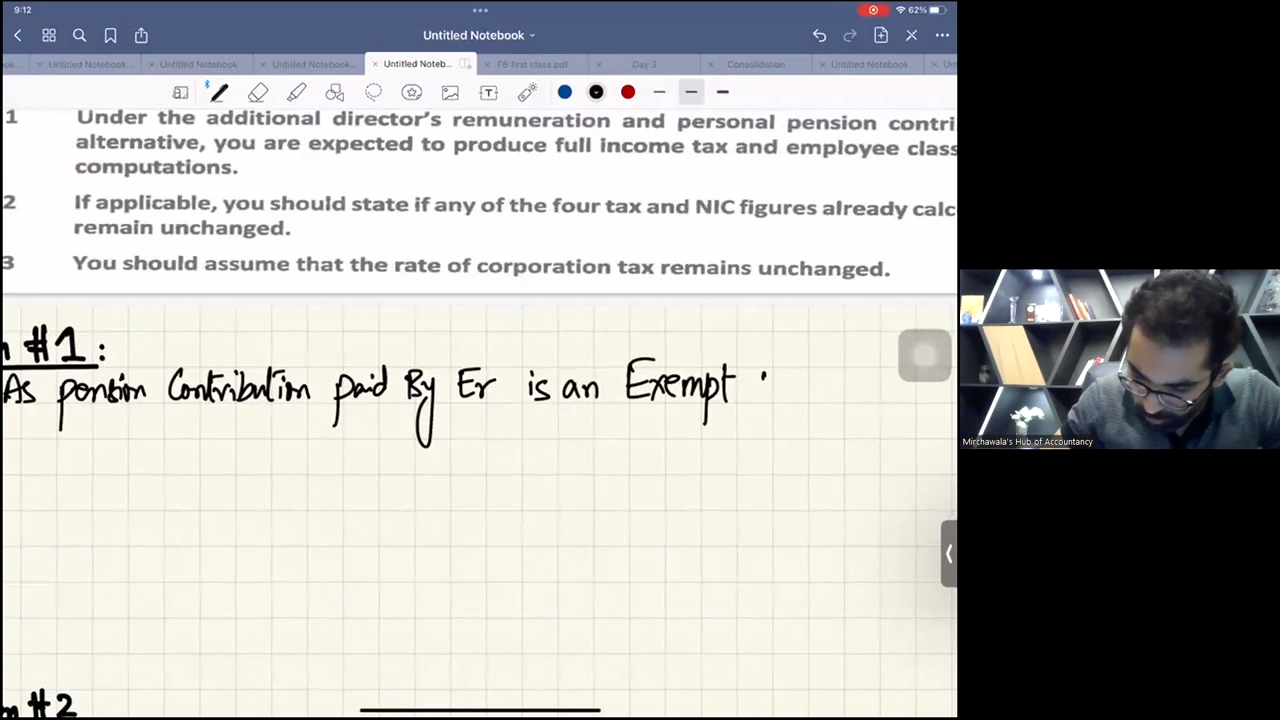 9:12
62%
Untitled Notebook
ok...
Untitled Notebook...
Untitled Notebook
Untitled Notebook...
Untitled Noteb...
F6 first class.pdf
Day 3
Consolidation
Untitled Notebook
Un
1 Under the additional director's remuneration and personal pension contri
alternative, you are expected to produce full income tax and employee class
computations.
2 If applicable, you should state if any of the four tax and NIC figures already calc
remain unchanged.
3 You should assume that the rate of corporation tax remains unchanged.
n #1:
As pension Contribution paid By Er is an Exempt
Mirchawala's Hub of Accountancy
n #2